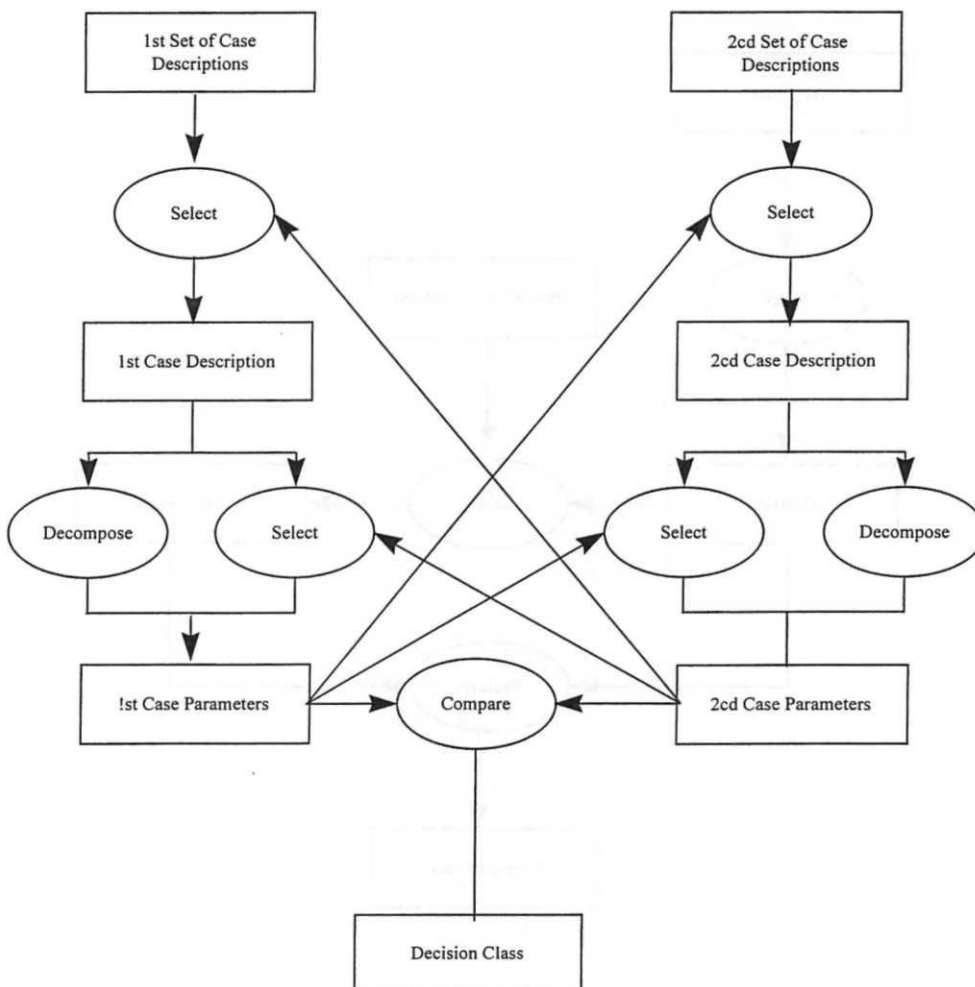 1st Set of Case
Descriptions
2cd Set of Case
Descriptions
Select
Select
1st Case Description
2cd Case Description
Decompose
Select
Select
Decompose
!st Case Parameters
Compare
2cd Case Parameters
Decision Class